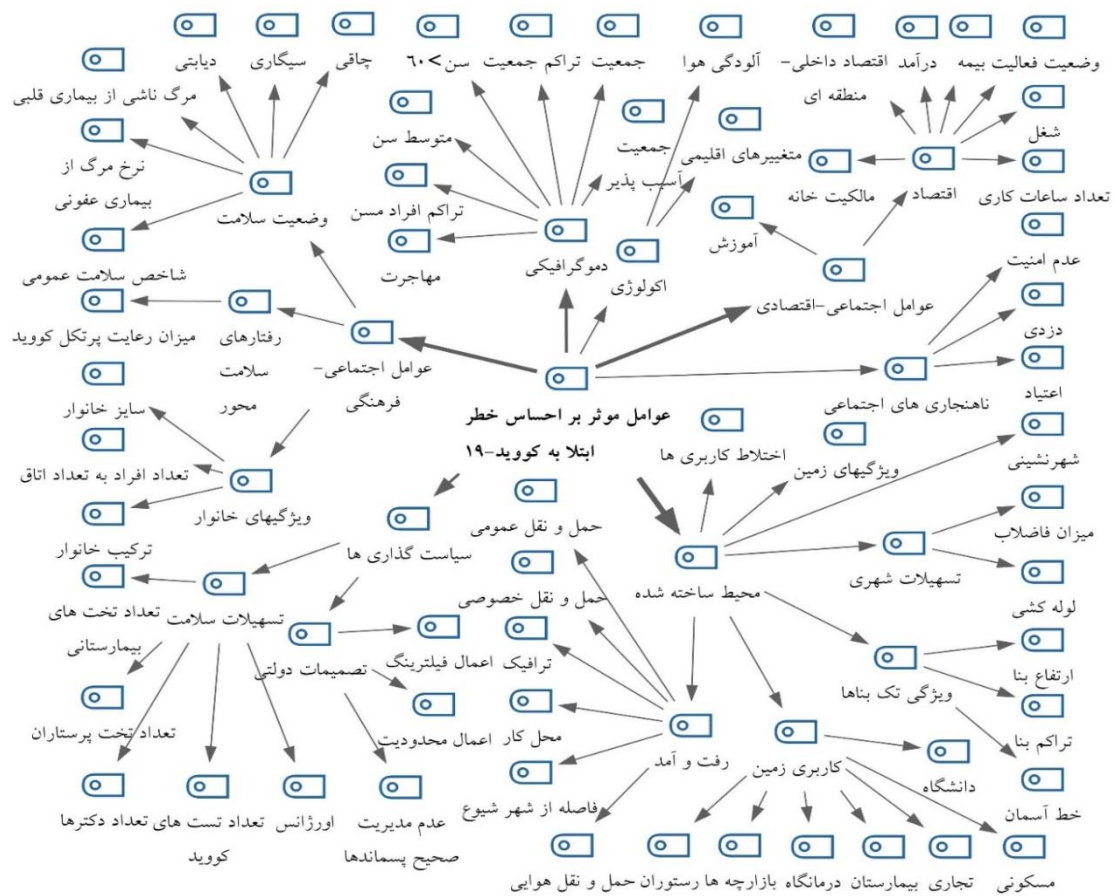 دیابتی
سیگاری
چاقی
سن>۶۰
تراکم جمعیت
جمعیت
آلودگی هوا
اقتصاد داخلی-
منطقه ای
درآمد
وضعیت فعالیت بیمه
مرگ ناشی از بیماری قلبی
نرخ مرگ از
بیماری عفونی
شاخص سلامت عمومی
وضعیت سلامت
متوسط سن
تراکم افراد مسن
مهاجرت
دموگرافیکی
جمعیت
آسیب پذیر
متغییرهای اقلیمی
اکولوژی
آموزش
مالکیت خانه
اقتصاد
شغل
تعداد ساعات کاری
عوامل اجتماعی-اقتصادی
عدم امنیت
دزدی
اعتیاد
ناهنجاری های اجتماعی
میزان رعایت پرتکل کووید
رفتارهای
سلامت
محور
عوامل اجتماعی-
فرهنگی
عوامل موثر بر احساس خطر
ابتلا به کووید-۱۹
سایز خانوار
تعداد افراد به تعداد اتاق
ترکیب خانوار
ویژگیهای خانوار
اختلاط کاربری ها
ویژگیهای زمین
شهرنشینی
میزان فاضلاب
لوله کشی
تسهیلات شهری
محیط ساخته شده
سیاست گذاری ها
تسهیلات سلامت
تعداد تخت های
بیمارستانی
تعداد تخت پرستاران
تعداد دکترها
تعداد تست های
کووید
اورژانس
عدم مدیریت
صحیح پسماندها
تصمیمات دولتی
اعمال فیلترینگ
اعمال محدودیت
حمل و نقل عمومی
حمل و نقل خصوصی
ترافیک
محل کار
فاصله از شهر شیوع
رفت و آمد
کاربری زمین
ویژگی تک بناها
ارتفاع بنا
تراکم بنا
خط آسمان
دانشگاه
حمل و نقل هوایی
رستوران
بازارچه ها
درمانگاه
بیمارستان
تجاری
مسکونی